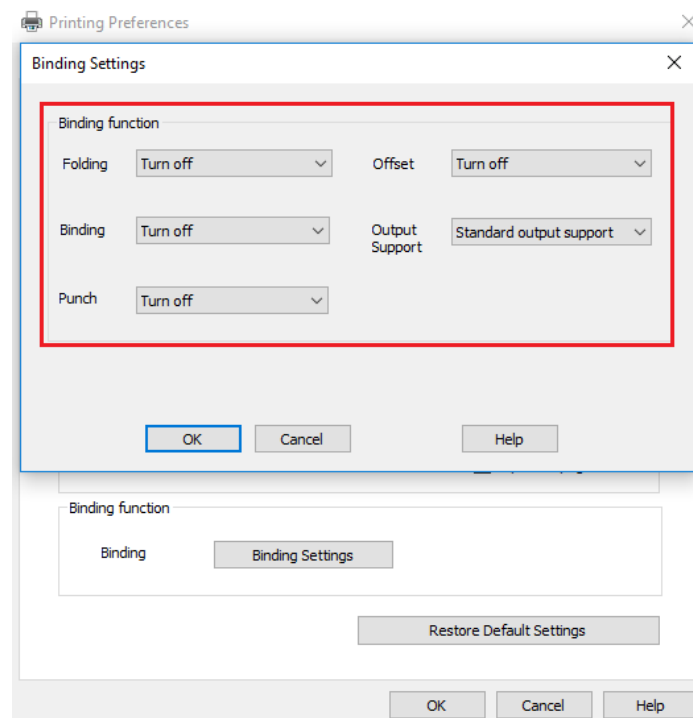 Printing Preferences
Binding Settings
Binding function
Folding Turn off Offset Turn off
Binding Turn off Output Support Standard output support
Punch Turn off
OK Cancel Help
Binding function
Binding Binding Settings
Restore Default Settings
OK Cancel Help